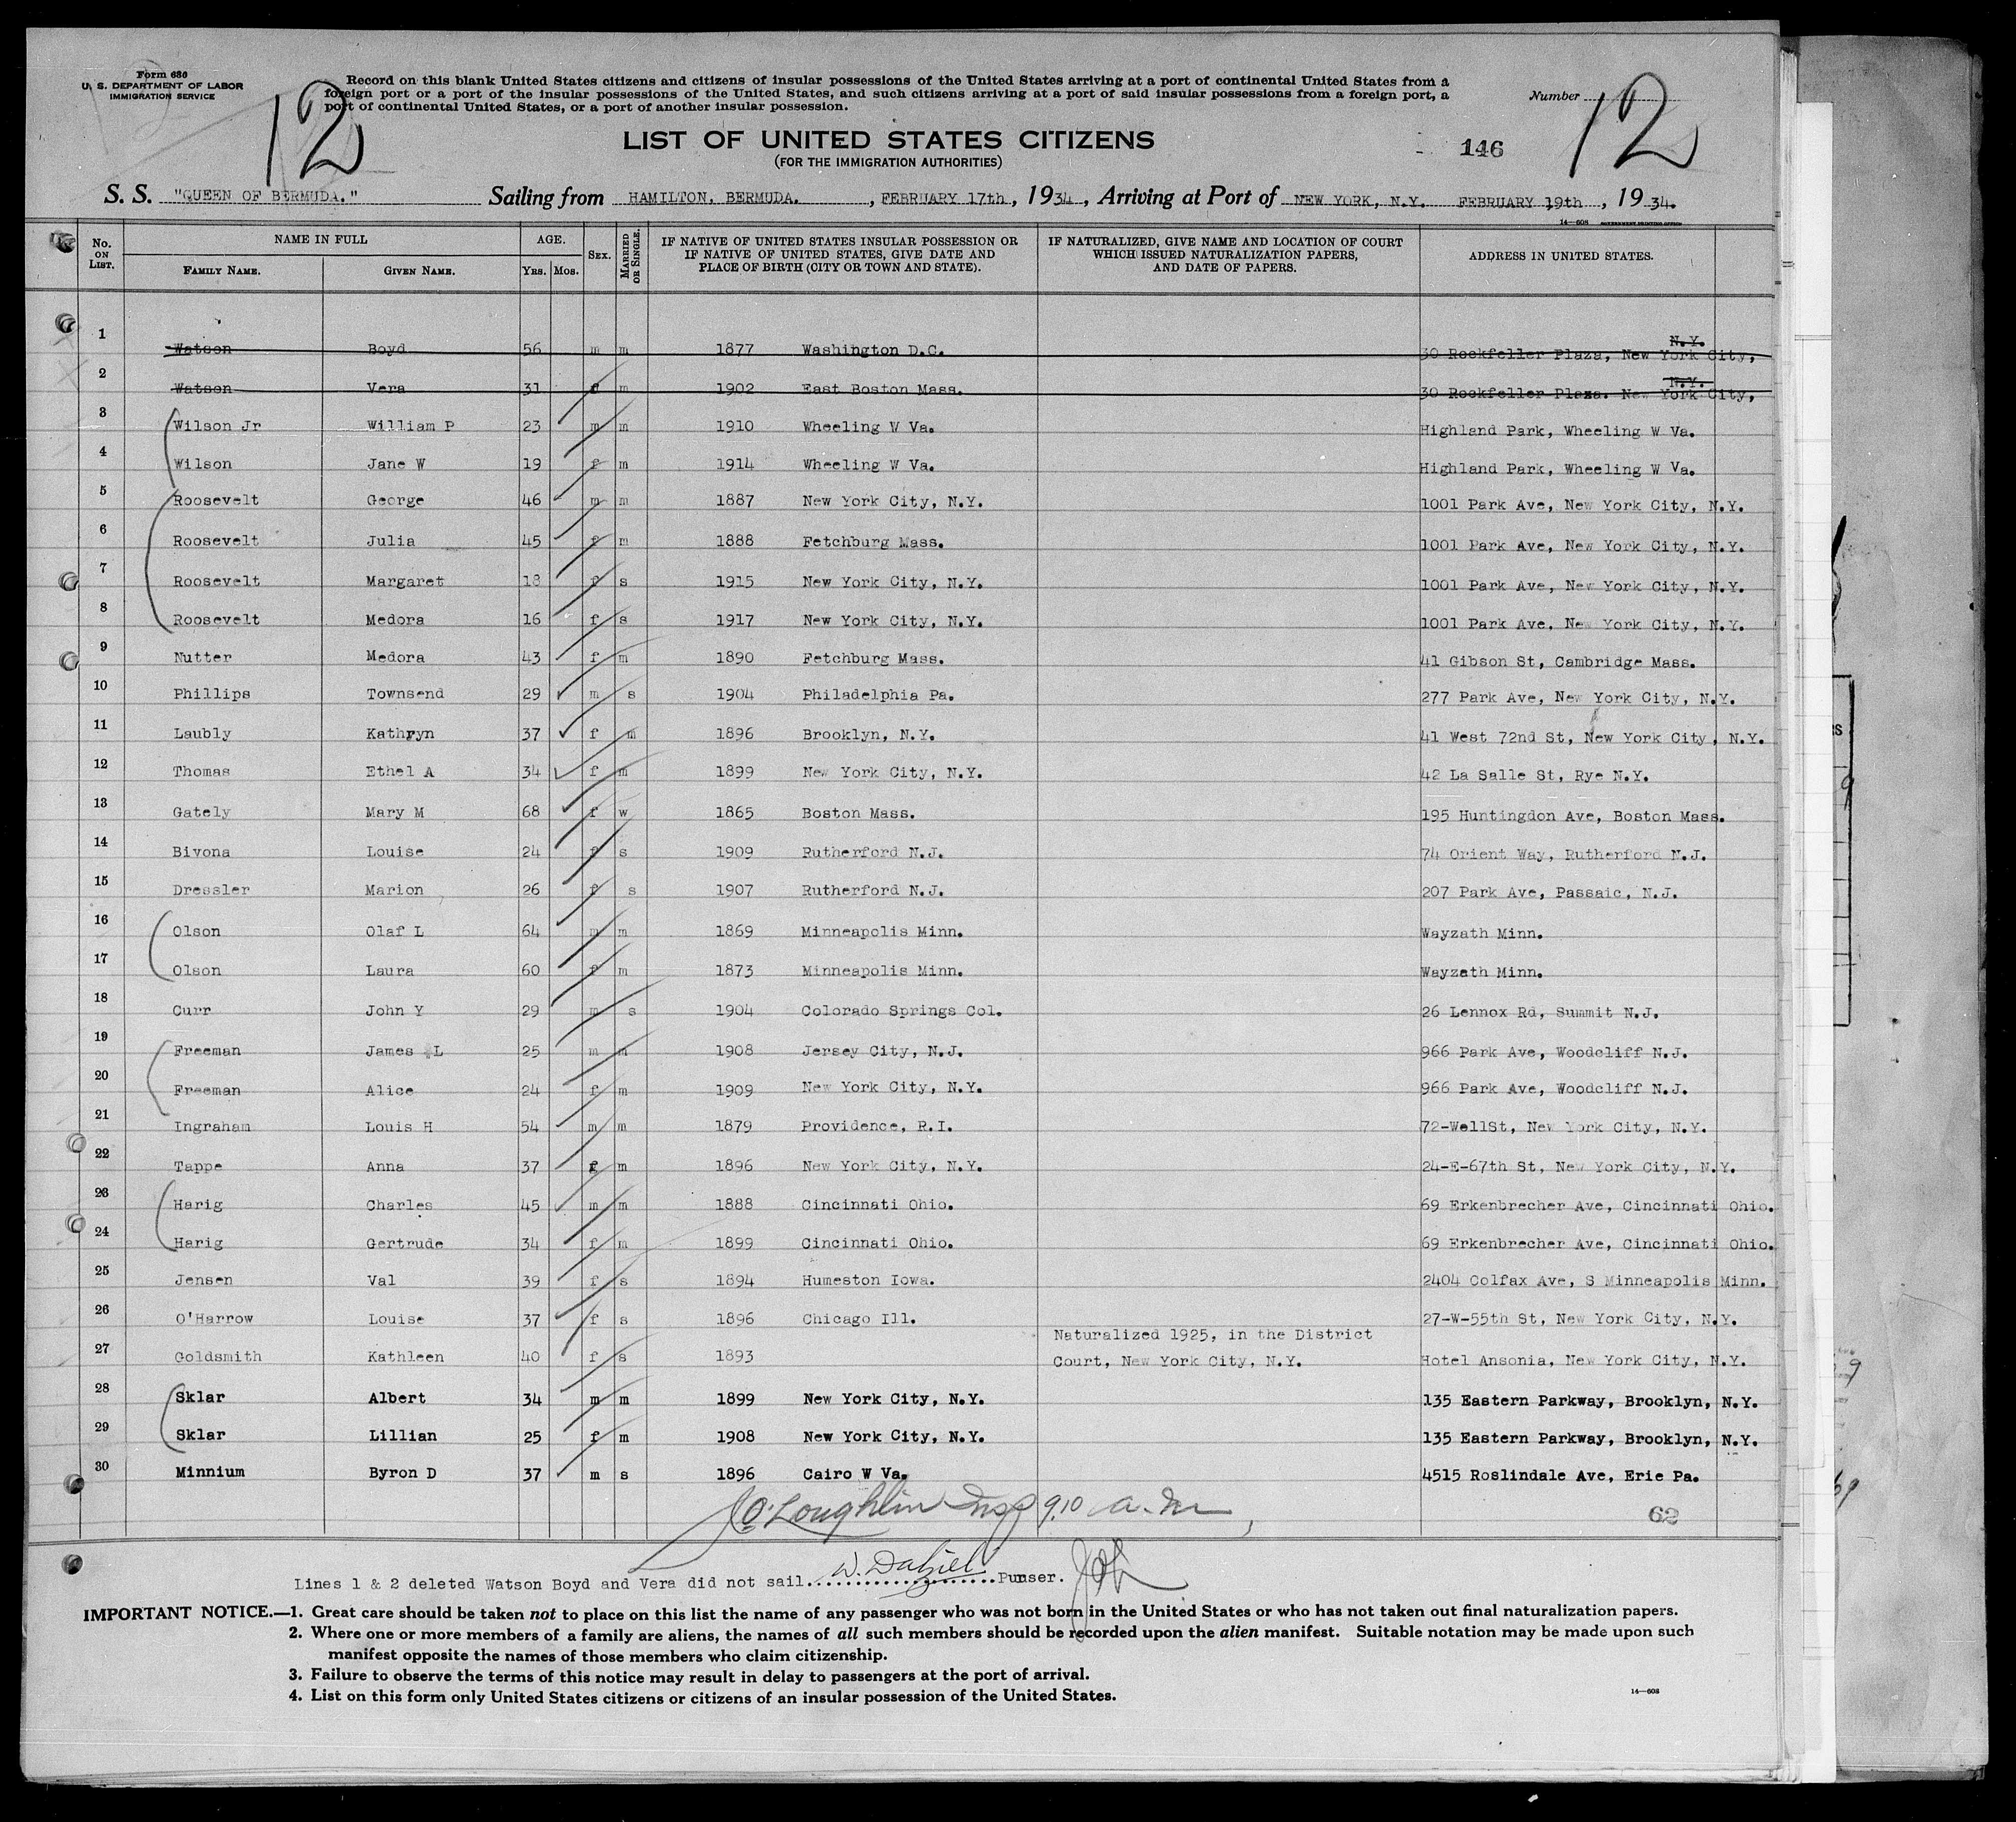 Form 686
U. S. DEPARTMENT OF LABOR
IMMIGRATION SERVICE
12
Record on this blank United States citizens and citizens of insular possessions of the United States arriving at a port of continental United States from a
foreign port or a port of the insular possessions of the United States, and such citizens arriving at a port of said insular possessions from a foreign port, a
port of continental United States, or a port of another insular possession.
Number 12
LIST OF UNITED STATES CITIZENS
(FOR THE IMMIGRATION AUTHORITIES)
146
S. S. "QUEEN OF BERMUDA." Sailing from HAMILTON, BERMUDA. , FEBRUARY 17th , 1934 , Arriving at Port of NEW YORK, N.Y. FEBRUARY 19th , 1934.
14—608 GOVERNMENT PRINTING OFFICE
No. ON LIST. NAME IN FULL FAMILY NAME. GIVEN NAME. AGE. YRS. MOS. SEX. MARRIED OR SINGLE. IF NATIVE OF UNITED STATES INSULAR POSSESSION OR IF NATIVE OF UNITED STATES, GIVE DATE AND PLACE OF BIRTH (CITY OR TOWN AND STATE). IF NATURALIZED, GIVE NAME AND LOCATION OF COURT WHICH ISSUED NATURALIZATION PAPERS, AND DATE OF PAPERS. ADDRESS IN UNITED STATES.
1 Watson Boyd 56 m m 1877 Washington D.C. 30 Rockfeller Plaza, New York City, N.Y.
2 Watson Vera 31 f m 1902 East Boston Mass. 30 Rockfeller Plaza. New York City, N.Y.
3 Wilson Jr William P 23 m m 1910 Wheeling W Va. Highland Park, Wheeling W Va.
4 Wilson Jane W 19 f m 1914 Wheeling W Va. Highland Park, Wheeling W Va.
5 Roosevelt George 46 m m 1887 New York City, N.Y. 1001 Park Ave, New York City, N.Y.
6 Roosevelt Julia 45 f m 1888 Fetchburg Mass. 1001 Park Ave, New York City, N.Y.
7 Roosevelt Margaret 18 f s 1915 New York City, N.Y. 1001 Park Ave, New York City, N.Y.
8 Roosevelt Medora 16 f s 1917 New York City, N.Y. 1001 Park Ave, New York City, N.Y.
9 Nutter Medora 43 f m 1890 Fetchburg Mass. 41 Gibson St, Cambridge Mass.
10 Phillips Townsend 29 m s 1904 Philadelphia Pa. 277 Park Ave, New York City, N.Y.
11 Laubly Kathryn 37 f m 1896 Brooklyn, N.Y. 41 West 72nd St, New York City, N.Y.
12 Thomas Ethel A 34 f m 1899 New York City, N.Y. 42 La Salle St, Rye N.Y.
13 Gately Mary M 68 f w 1865 Boston Mass. 195 Huntingdon Ave, Boston Mass.
14 Bivona Louise 24 f s 1909 Rutherford N.J. 74 Orient Way, Rutherford N.J.
15 Dressler Marion 26 f s 1907 Rutherford N.J. 207 Park Ave, Passaic, N.J.
16 Olson Olaf L 64 m m 1869 Minneapolis Minn. Wayzath Minn.
17 Olson Laura 60 f m 1873 Minneapolis Minn. Wayzath Minn.
18 Curr John Y 29 m s 1904 Colorado Springs Col. 26 Lennox Rd, Summit N.J.
19 Freeman James L 25 m m 1908 Jersey City, N.J. 966 Park Ave, Woodcliff N.J.
20 Freeman Alice 24 f m 1909 New York City, N.Y. 966 Park Ave, Woodcliff N.J.
21 Ingraham Louis H 54 m m 1879 Providence, R.I. 72-WellSt, New York City, N.Y.
22 Tappe Anna 37 f m 1896 New York City, N.Y. 24-E-67th St, New York City, N.Y.
23 Harig Charles 45 m m 1888 Cincinnati Ohio. 69 Erkenbrecher Ave, Cincinnati Ohio.
24 Harig Gertrude 34 f m 1899 Cincinnati Ohio. 69 Erkenbrecher Ave, Cincinnati Ohio.
25 Jensen Val 39 f s 1894 Humeston Iowa. 2404 Colfax Ave, S Minneapolis Minn.
26 O'Harrow Louise 37 f s 1896 Chicago Ill. 27-W-55th St, New York City, N.Y.
27 Goldsmith Kathleen 40 f s 1893 Naturalized 1925, in the District Court, New York City, N.Y. Hotel Ansonia, New York City, N.Y.
28 Sklar Albert 34 m m 1899 New York City, N.Y. 135 Eastern Parkway, Brooklyn, N.Y.
29 Sklar Lillian 25 f m 1908 New York City, N.Y. 135 Eastern Parkway, Brooklyn, N.Y.
30 Minnium Byron D 37 m s 1896 Cairo W Va. 4515 Roslindale Ave, Erie Pa.
J O'Loughlin Insp 9.10 a.m
62
Lines 1 & 2 deleted Watson Boyd and Vera did not sail. W. Dalziel Purser.
IMPORTANT NOTICE.—1. Great care should be taken not to place on this list the name of any passenger who was not born in the United States or who has not taken out final naturalization papers.
2. Where one or more members of a family are aliens, the names of all such members should be recorded upon the alien manifest. Suitable notation may be made upon such
manifest opposite the names of those members who claim citizenship.
3. Failure to observe the terms of this notice may result in delay to passengers at the port of arrival.
4. List on this form only United States citizens or citizens of an insular possession of the United States.
14—608